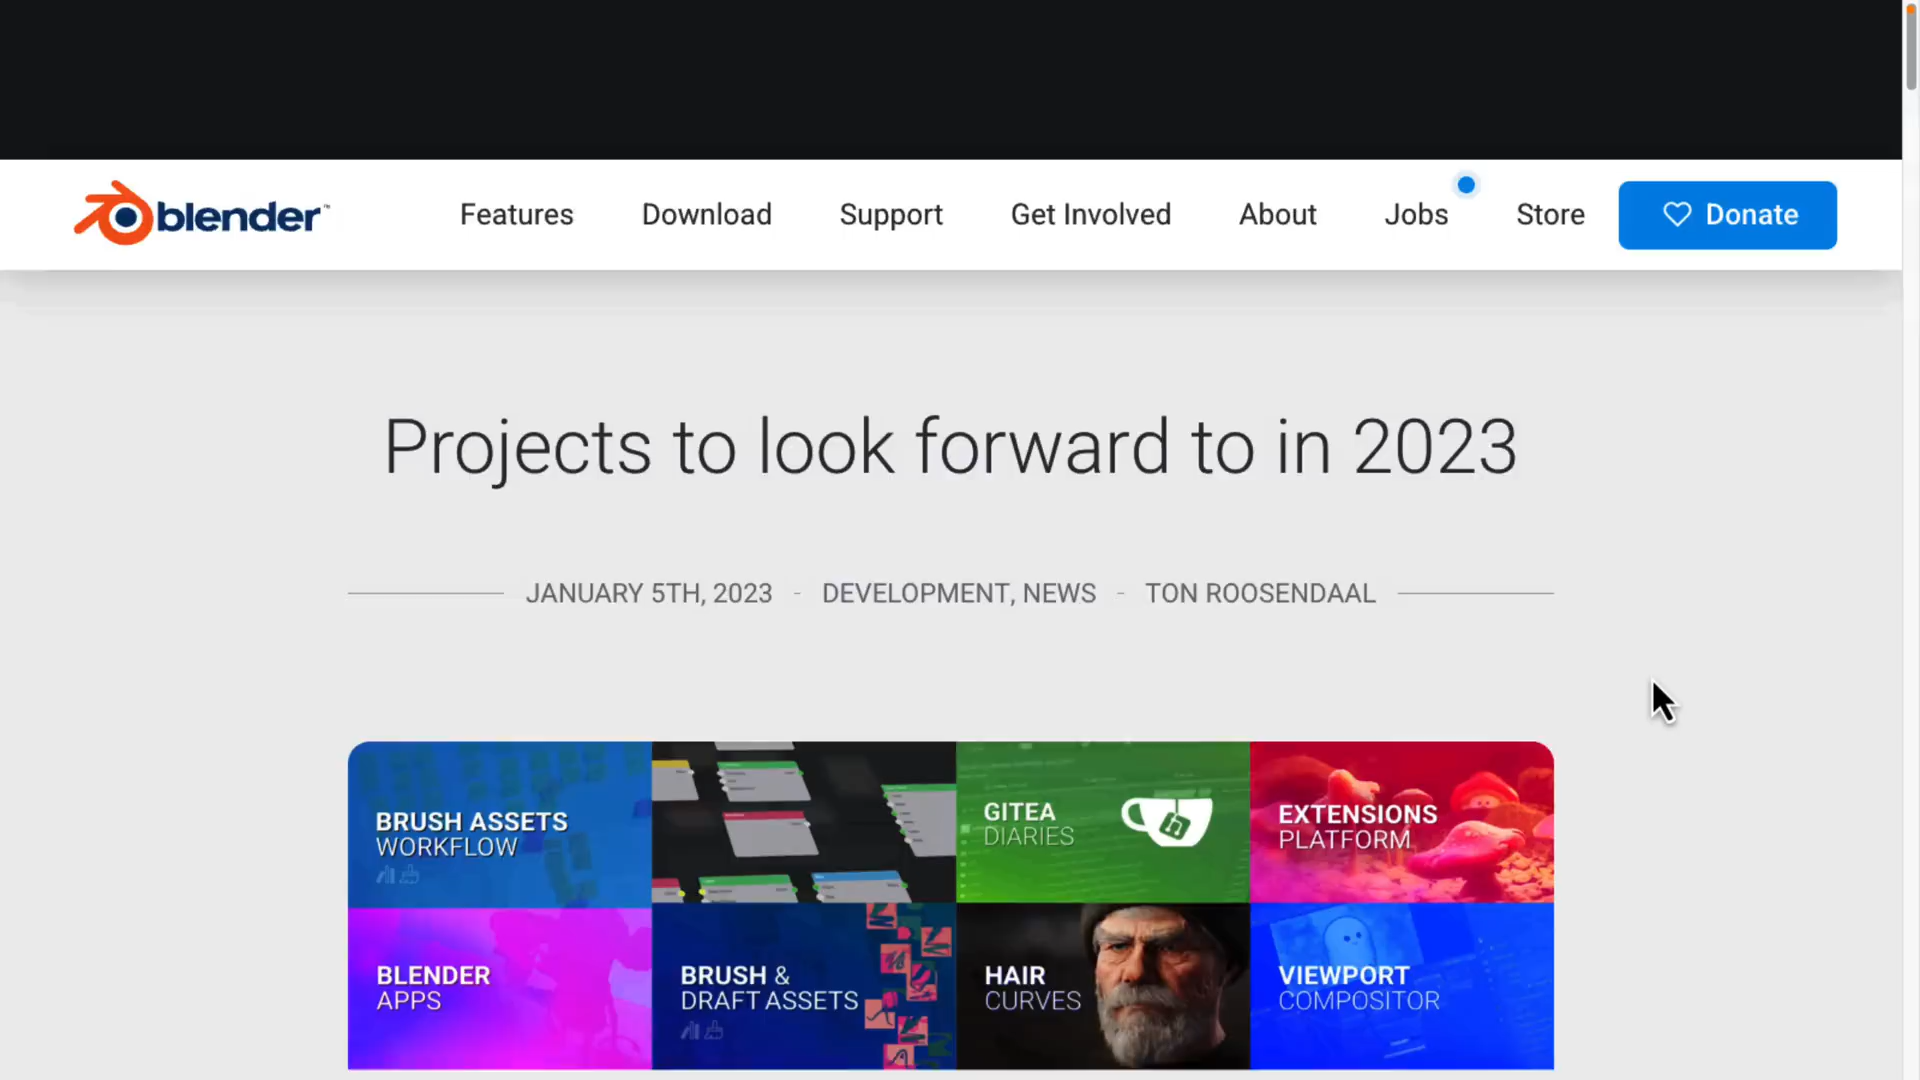 blender™
Features
Download
Support
Get Involved
About
Jobs
Store
Donate
Projects to look forward to in 2023
JANUARY 5TH, 2023 - DEVELOPMENT, NEWS - TON ROOSENDAAL
BRUSH ASSETS
WORKFLOW
GITEA
DIARIES
EXTENSIONS
PLATFORM
BLENDER
APPS
BRUSH &
DRAFT ASSETS
HAIR
CURVES
VIEWPORT
COMPOSITOR